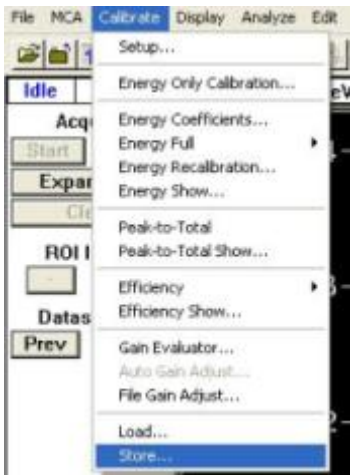 File MCA Calibrate Display Analyze Edit
Setup...
Idle
Energy Only Calibration...
eV
Acq
Energy Coefficients...
Start
Energy Full
Expar
Energy Recalibration...
Energy Show...
Peak-to-Total
ROI I
Peak-to-Total Show...
Efficiency
Datas
Efficiency Show...
Prev
Gain Evaluator...
Auto Gain Adjust...
File Gain Adjust...
Load...
Store...